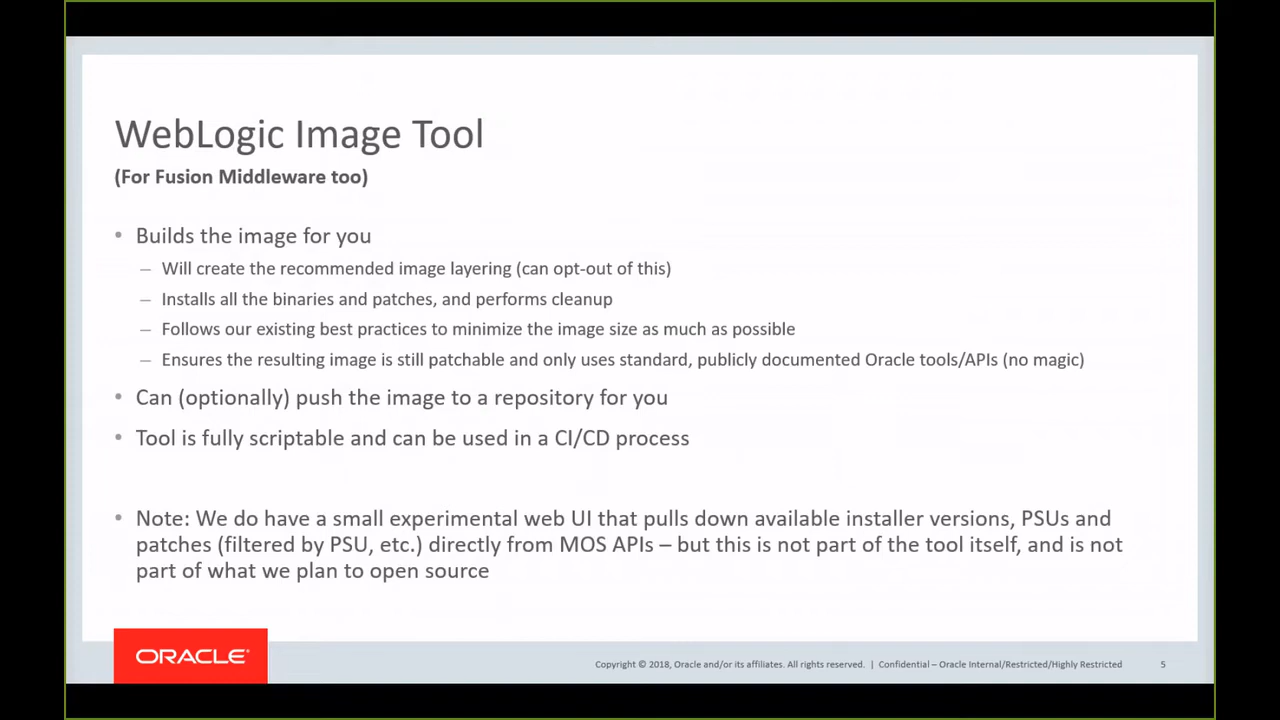 WebLogic Image Tool
(For Fusion Middleware too)
• Builds the image for you
– Will create the recommended image layering (can opt-out of this)
– Installs all the binaries and patches, and performs cleanup
– Follows our existing best practices to minimize the image size as much as possible
– Ensures the resulting image is still patchable and only uses standard, publicly documented Oracle tools/APIs (no magic)
• Can (optionally) push the image to a repository for you
• Tool is fully scriptable and can be used in a CI/CD process
• Note: We do have a small experimental web UI that pulls down available installer versions, PSUs and
patches (filtered by PSU, etc.) directly from MOS APIs – but this is not part of the tool itself, and is not
part of what we plan to open source
ORACLE®
Copyright © 2018, Oracle and/or its affiliates. All rights reserved. | Confidential – Oracle Internal/Restricted/Highly Restricted 5